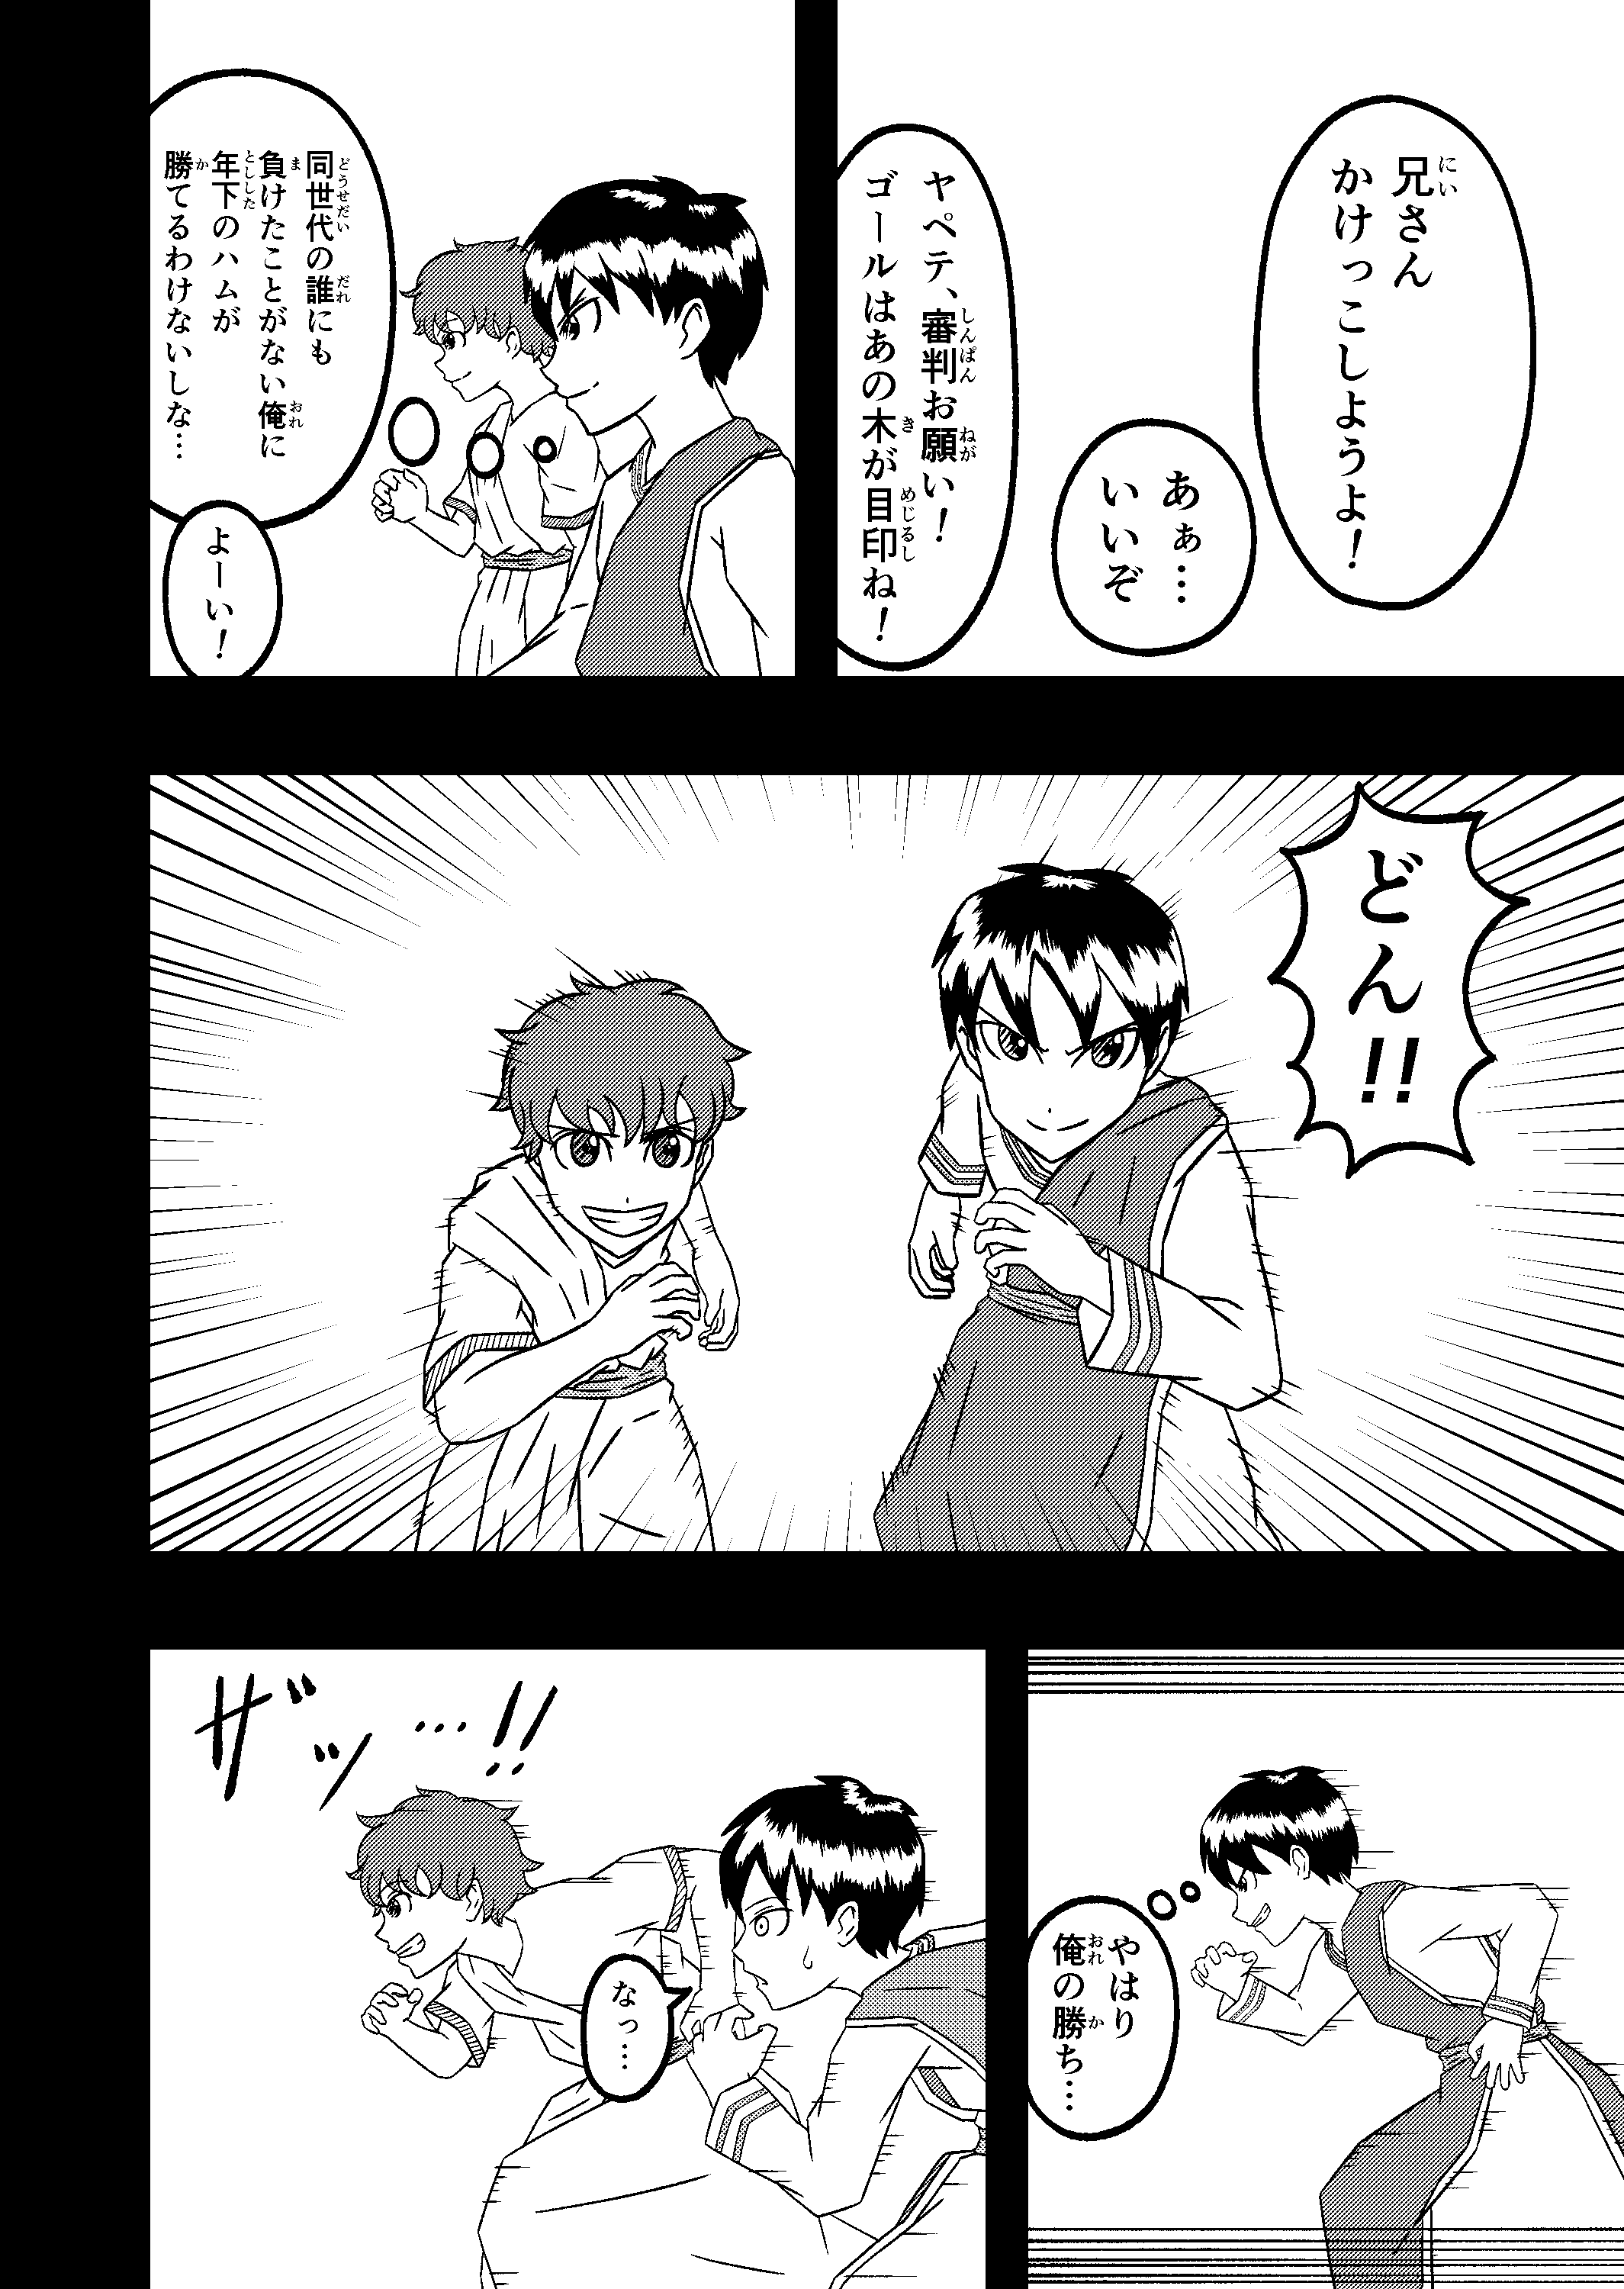 兄さん
かけっこしようよ！
あぁ…
いいぞ
ヤペテ、審判お願い！
ゴールはあの木が目印ね！
同世代の誰にも
負けたことがない俺に
年下のハムが
勝てるわけないしな…
よーい！
どん!!
やはり
俺の勝ち…
ザッ…!!
なっ…